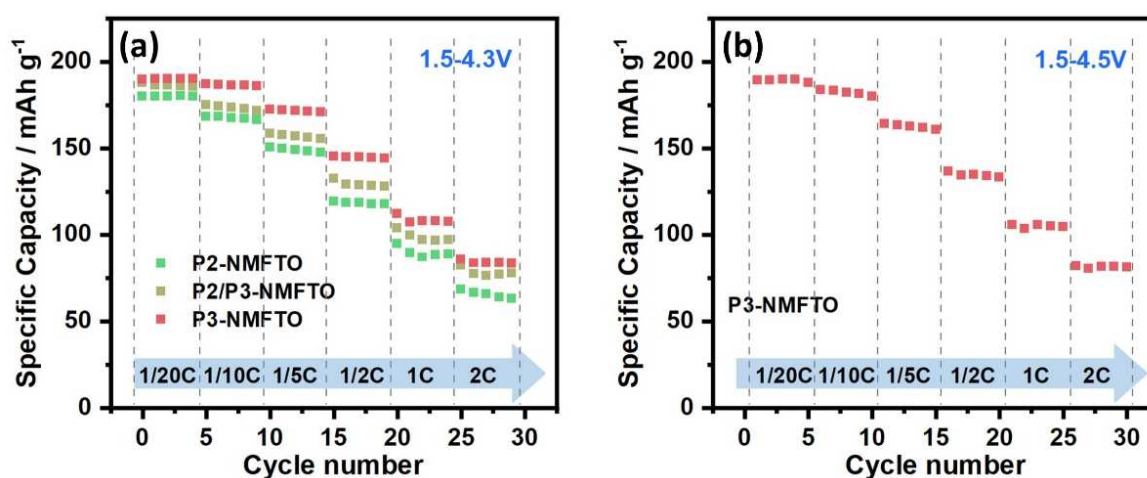 (a)
1.5-4.3V
Specific Capacity / mAh g-1
200
150
100
50
0
P2-NMFTO
P2/P3-NMFTO
P3-NMFTO
1/20C 1/10C 1/5C 1/2C 1C 2C
0 5 10 15 20 25 30
Cycle number
(b)
1.5-4.5V
Specific Capacity / mAh g-1
200
150
100
50
0
P3-NMFTO
1/20C 1/10C 1/5C 1/2C 1C 2C
0 5 10 15 20 25 30
Cycle number